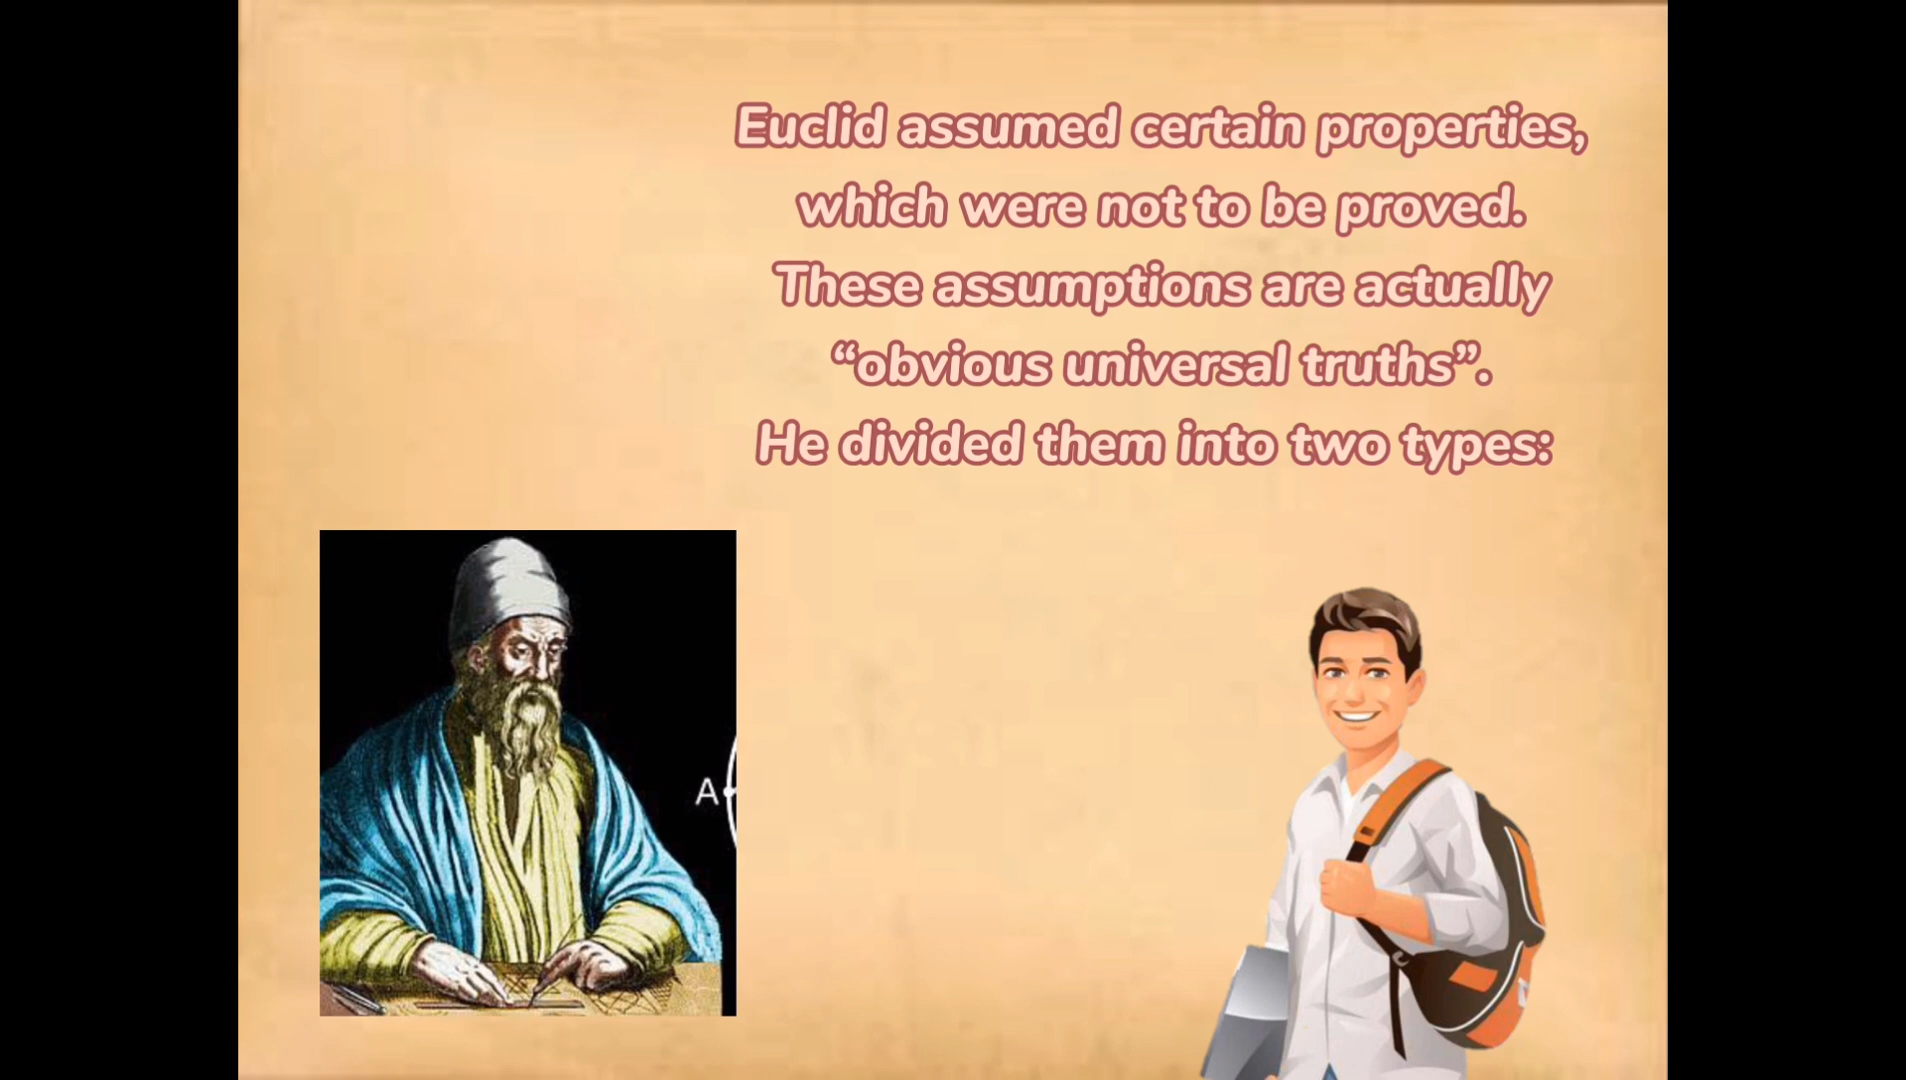 Euclid assumed certain properties,
which were not to be proved.
These assumptions are actually
“obvious universal truths”.
He divided them into two types:
A